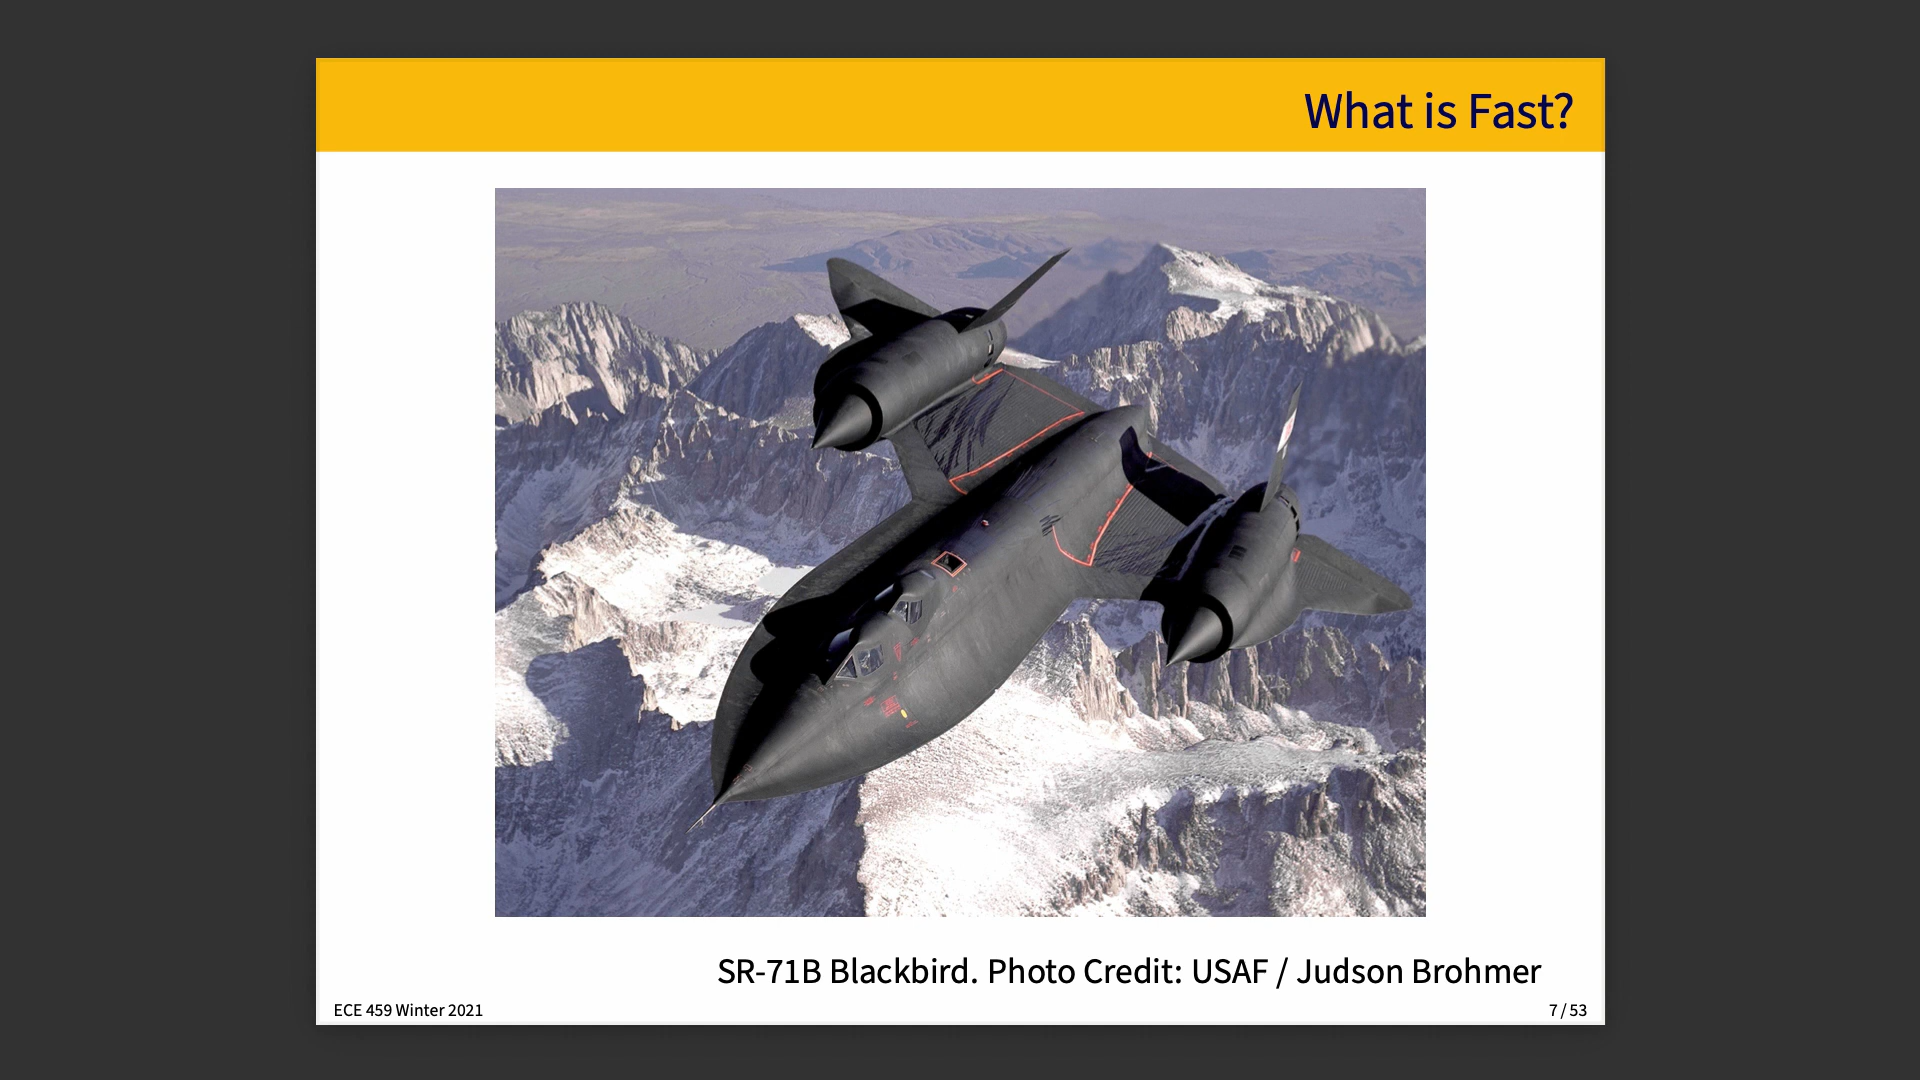 What is Fast?
SR-71B Blackbird. Photo Credit: USAF / Judson Brohmer
ECE 459 Winter 2021
7 / 53